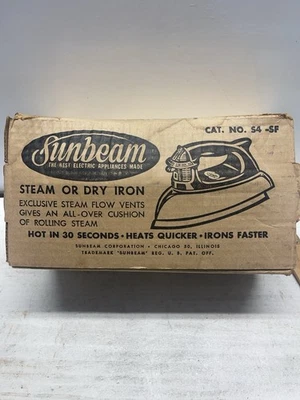 CAT. NO. S4-SF
Sunbeam
THE BEST ELECTRIC APPLIANCES MADE
STEAM OR DRY IRON
EXCLUSIVE STEAM FLOW VENTS
GIVES AN ALL-OVER CUSHION
OF ROLLING STEAM
HOT IN 30 SECONDS • HEATS QUICKER • IRONS FASTER
SUNBEAM CORPORATION • CHICAGO 50, ILLINOIS
TRADEMARK "SUNBEAM" REG. U. S. PAT. OFF.